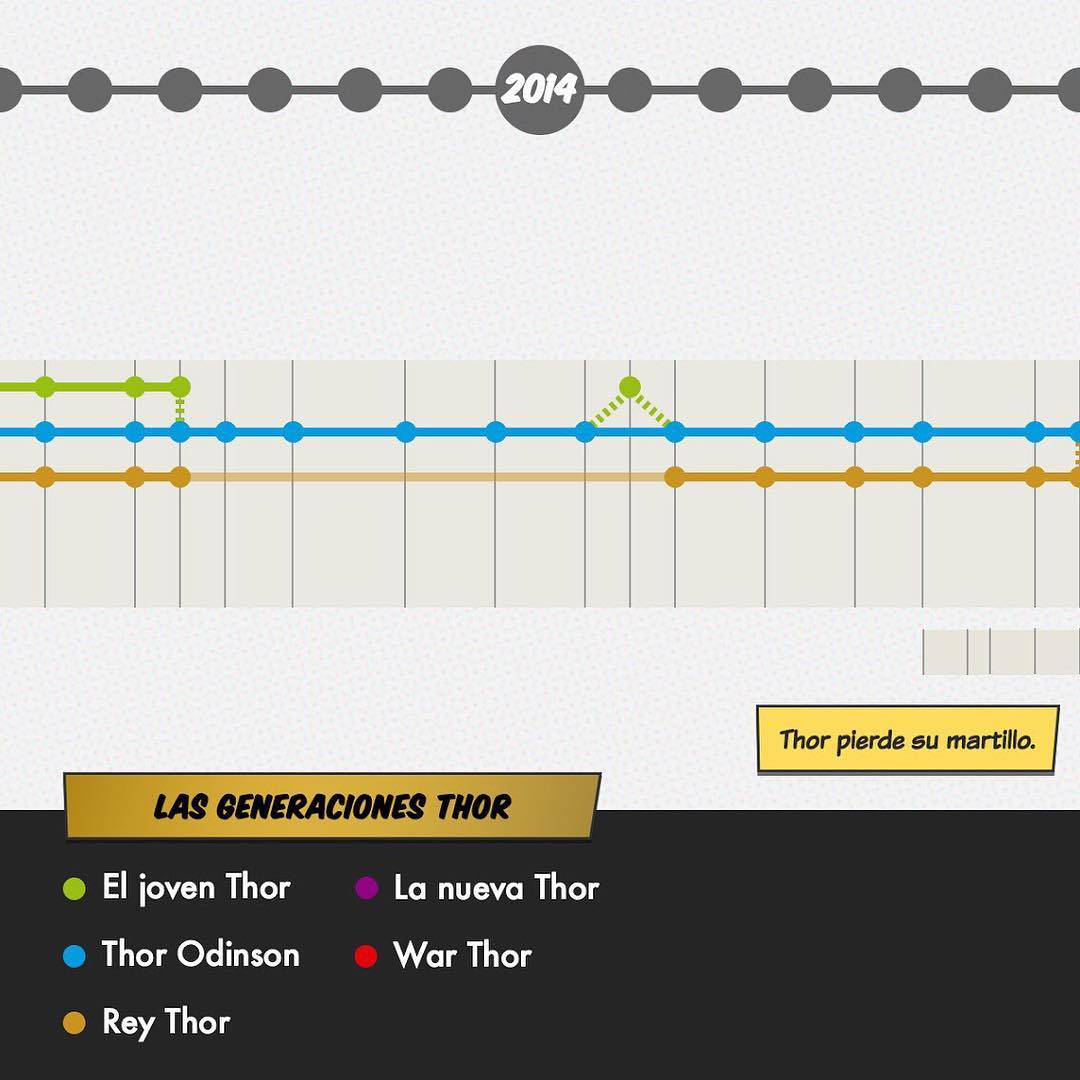 2014
Thor pierde su martillo.
LAS GENERACIONES THOR
El joven Thor
La nueva Thor
Thor Odinson
War Thor
Rey Thor